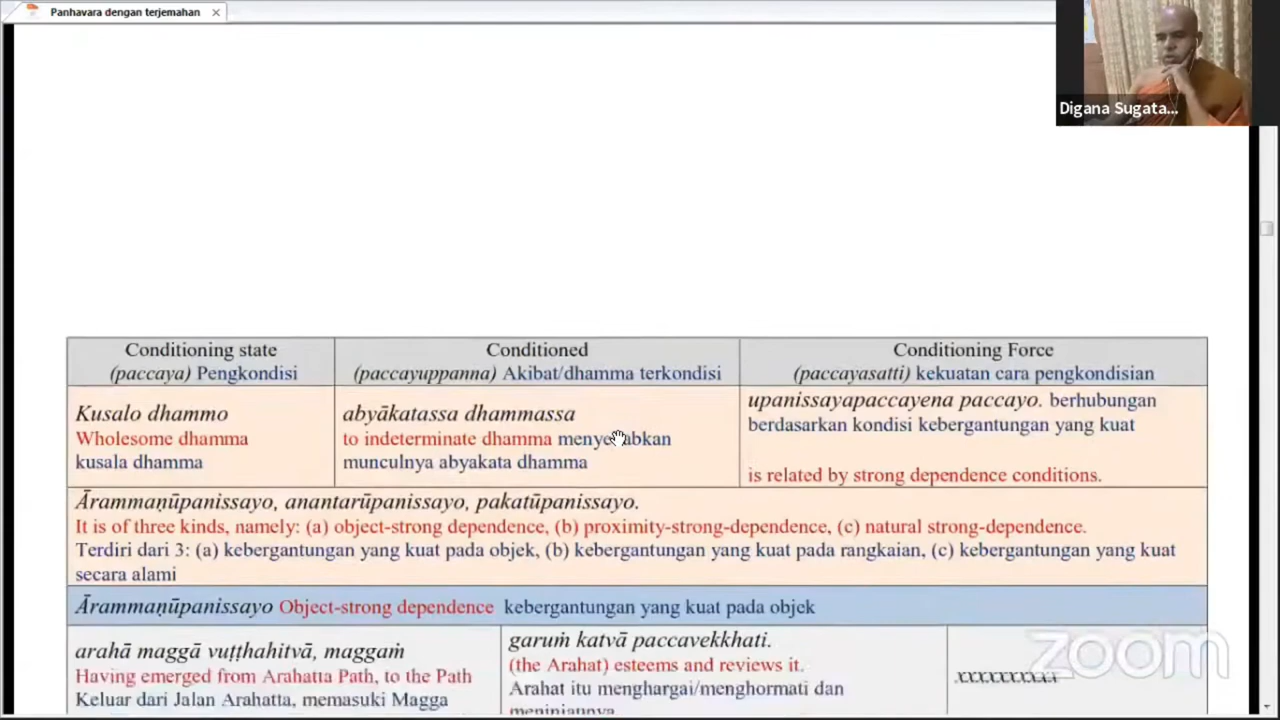 Panhavara dengan terjemahan
Digana Sugata...
Conditioning state
(paccaya) Pengkondisi
Conditioned
(paccayuppanna) Akibat/dhamma terkondisi
Conditioning Force
(paccayasatti) kekuatan cara pengkondisian
Kusalo dhammo
Wholesome dhamma
kusala dhamma
abyākatassa dhammassa
to indeterminate dhamma
munculnya abyakata dhamma
upanissayapaccayena paccayo. berhubungan
berdasarkan kondisi kebergantungan yang kuat
is related by strong dependence conditions.
Ārammaṇūpanissayo, anantarūpanissayo, pakatūpanissayo.
It is of three kinds, namely: (a) object-strong dependence, (b) proximity-strong-dependence, (c) natural strong-dependence.
Terdiri dari 3: (a) kebergantungan yang kuat pada objek, (b) kebergantungan yang kuat pada rangkaian, (c) kebergantungan yang kuat
secara alami
Ārammaṇūpanissayo Object-strong dependence kebergantungan yang kuat pada objek
arahā maggā vuṭṭhahitvā, maggaṁ
Having emerged from Arahatta Path, to the Path
Keluar dari Jalan Arahatta, memasuki Magga
garuṁ katvā paccavekkhati.
(the Arahat) esteems and reviews it.
Arahat itu menghargai/menghormati dan
zoom